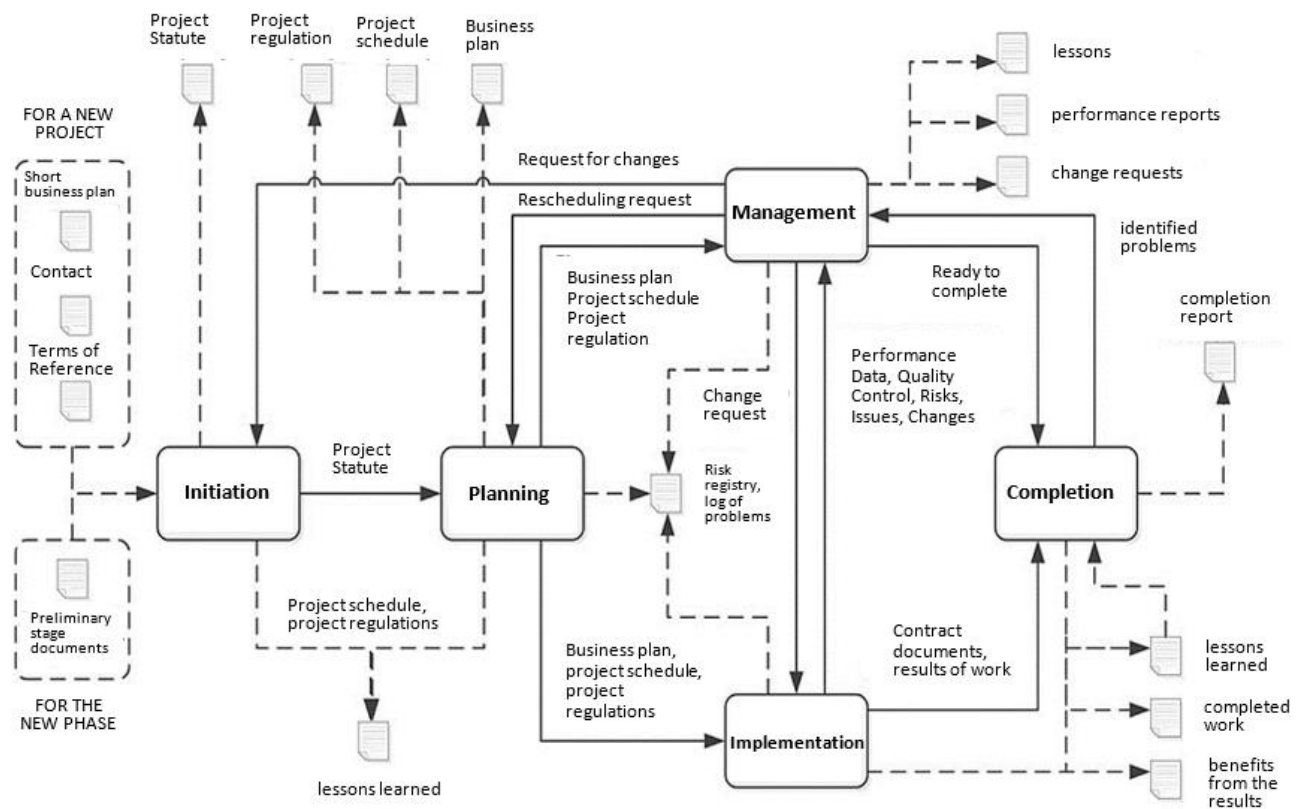 Project
Statute
Project
regulation
Project
schedule
Business
plan
lessons
performance reports
change requests
FOR A NEW
PROJECT
Short
business plan
Contact
Terms of
Reference
Request for changes
Rescheduling request
Management
identified
problems
Business plan
Project schedule
Project
regulation
Ready to
complete
completion
report
Performance
Data, Quality
Control, Risks,
Issues, Changes
Change
request
Project
Statute
Initiation
Planning
Risk
registry,
log of
problems
Completion
Preliminary
stage
documents
Project schedule,
project regulations
Business plan,
project schedule,
project
regulations
Contract
documents,
results of work
lessons
learned
FOR THE
NEW PHASE
completed
work
Implementation
lessons learned
benefits
from the
results